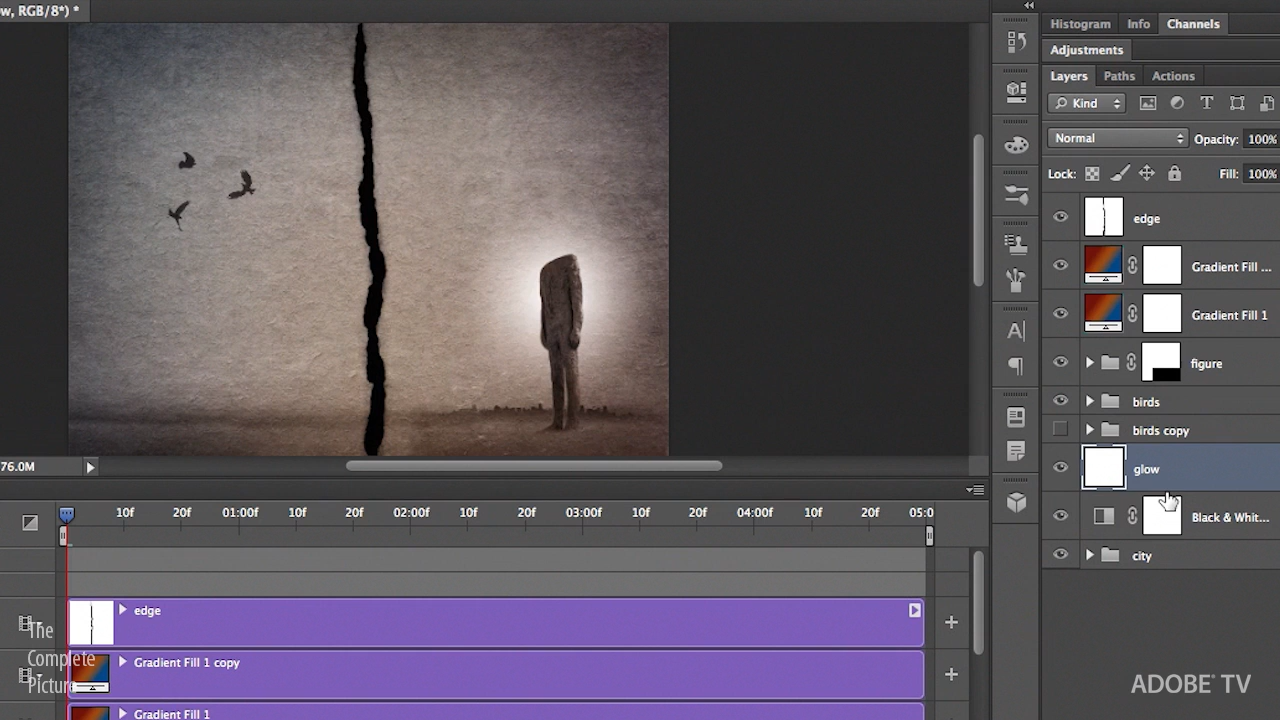 w, RGB/8*) *
Histogram Info Channels
Adjustments
Layers Paths Actions
Kind
Normal Opacity: 100%
Lock: Fill: 100%
edge
Gradient Fill ...
Gradient Fill 1
figure
birds
birds copy
glow
Black & Whit...
city
76.0M
10f 20f 01:00f 10f 20f 02:00f 10f 20f 03:00f 10f 20f 04:00f 10f 20f 05:0
edge
Gradient Fill 1 copy
Gradient Fill 1
The
Complete
Picture
ADOBE® TV